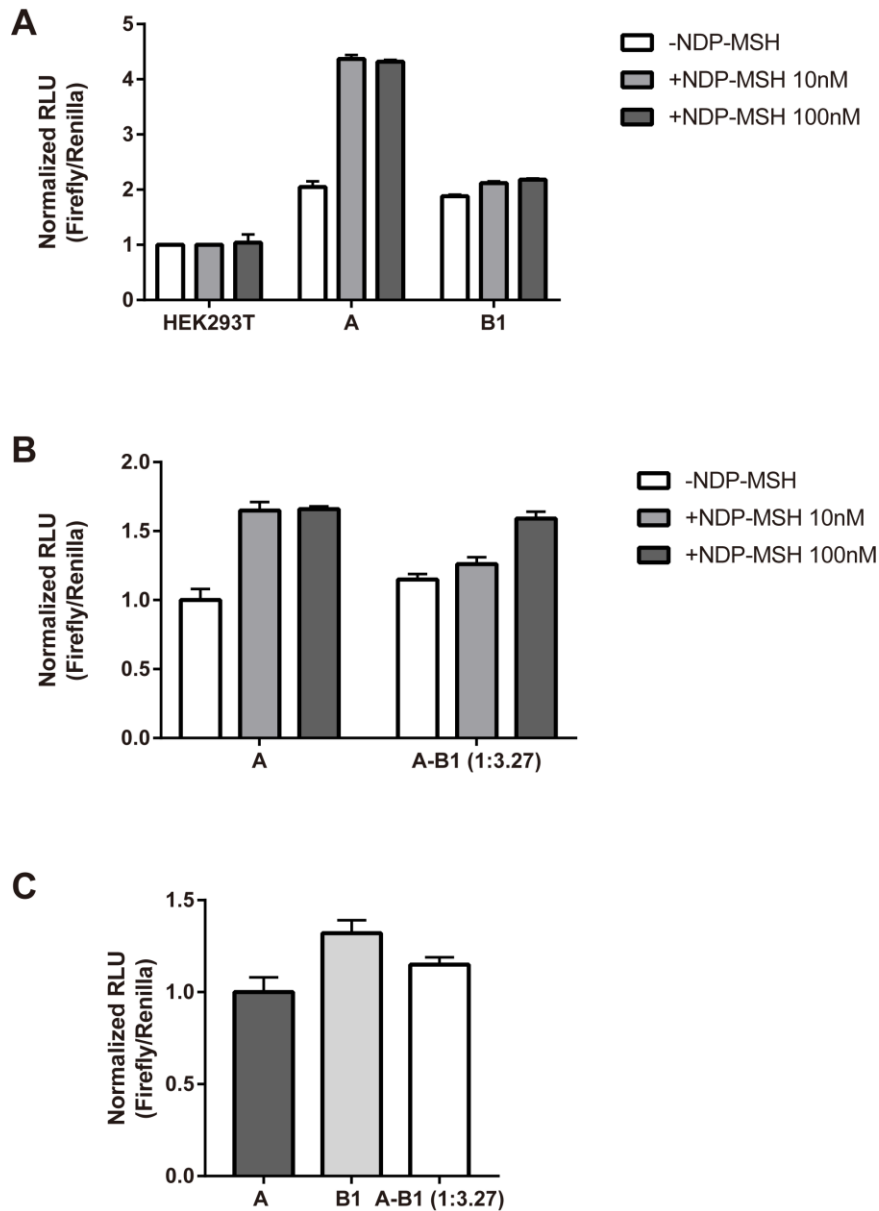 A
Normalized RLU
(Firefly/Renilla)
5
4
3
2
1
0
HEK293T
A
B1
-NDP-MSH
+NDP-MSH 10nM
+NDP-MSH 100nM
B
Normalized RLU
(Firefly/Renilla)
2.0
1.5
1.0
0.5
0.0
A
A-B1 (1:3.27)
-NDP-MSH
+NDP-MSH 10nM
+NDP-MSH 100nM
C
Normalized RLU
(Firefly/Renilla)
1.5
1.0
0.5
0.0
A
B1
A-B1 (1:3.27)